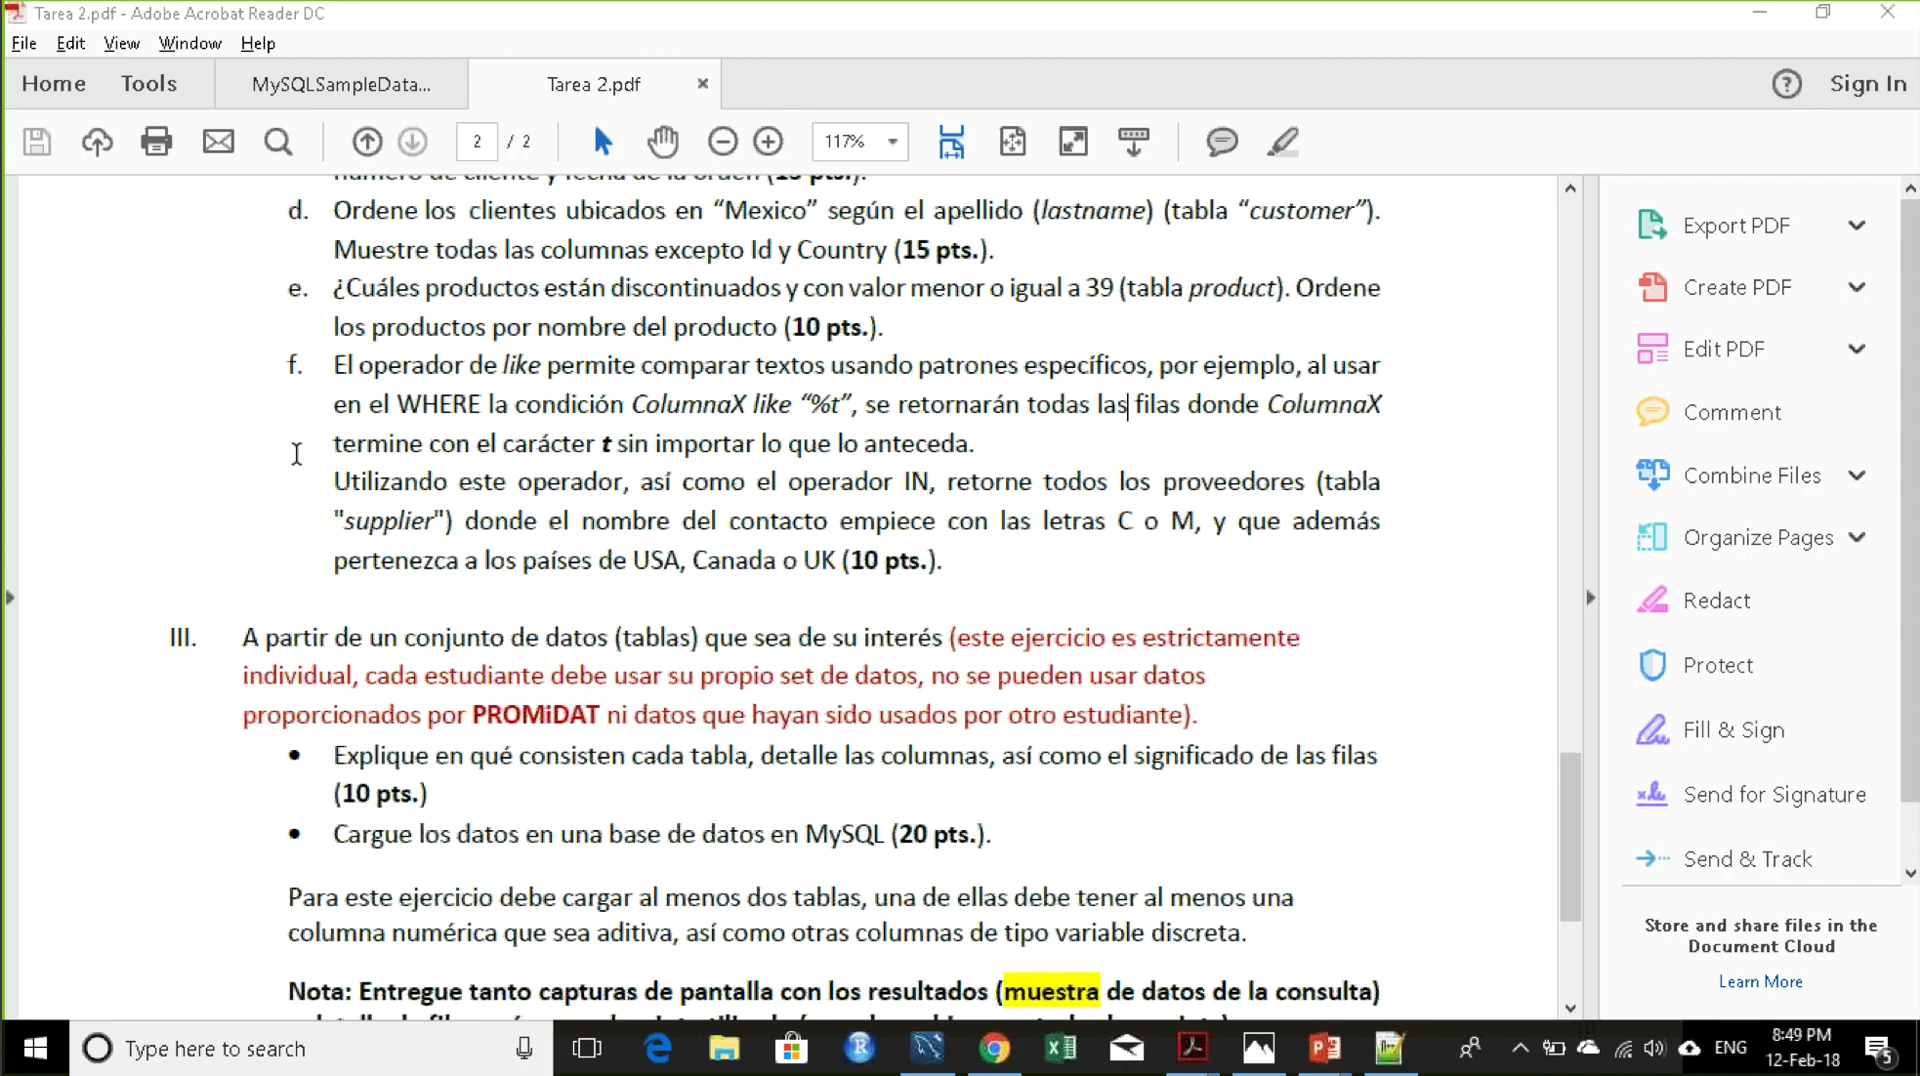 Tarea 2.pdf - Adobe Acrobat Reader DC
File Edit View Window Help
Home Tools MySQLSampleData... Tarea 2.pdf Sign In
2 / 2 117%
número de cliente y fecha de la orden (15 pts.).
d. Ordene los clientes ubicados en “Mexico” según el apellido (lastname) (tabla “customer”).
Muestre todas las columnas excepto Id y Country (15 pts.).
e. ¿Cuáles productos están discontinuados y con valor menor o igual a 39 (tabla product). Ordene
los productos por nombre del producto (10 pts.).
f. El operador de like permite comparar textos usando patrones específicos, por ejemplo, al usar
en el WHERE la condición ColumnaX like “%t”, se retornarán todas las filas donde ColumnaX
termine con el carácter t sin importar lo que lo anteceda.
Utilizando este operador, así como el operador IN, retorne todos los proveedores (tabla
"supplier") donde el nombre del contacto empiece con las letras C o M, y que además
pertenezca a los países de USA, Canada o UK (10 pts.).
III. A partir de un conjunto de datos (tablas) que sea de su interés (este ejercicio es estrictamente
individual, cada estudiante debe usar su propio set de datos, no se pueden usar datos
proporcionados por PROMiDAT ni datos que hayan sido usados por otro estudiante).
• Explique en qué consisten cada tabla, detalle las columnas, así como el significado de las filas
(10 pts.)
• Cargue los datos en una base de datos en MySQL (20 pts.).
Para este ejercicio debe cargar al menos dos tablas, una de ellas debe tener al menos una
columna numérica que sea aditiva, así como otras columnas de tipo variable discreta.
Nota: Entregue tanto capturas de pantalla con los resultados (muestra de datos de la consulta)
Export PDF
Create PDF
Edit PDF
Comment
Combine Files
Organize Pages
Redact
Protect
Fill & Sign
Send for Signature
Send & Track
Store and share files in the
Document Cloud
Learn More
Type here to search
ENG
8:49 PM
12-Feb-18
5